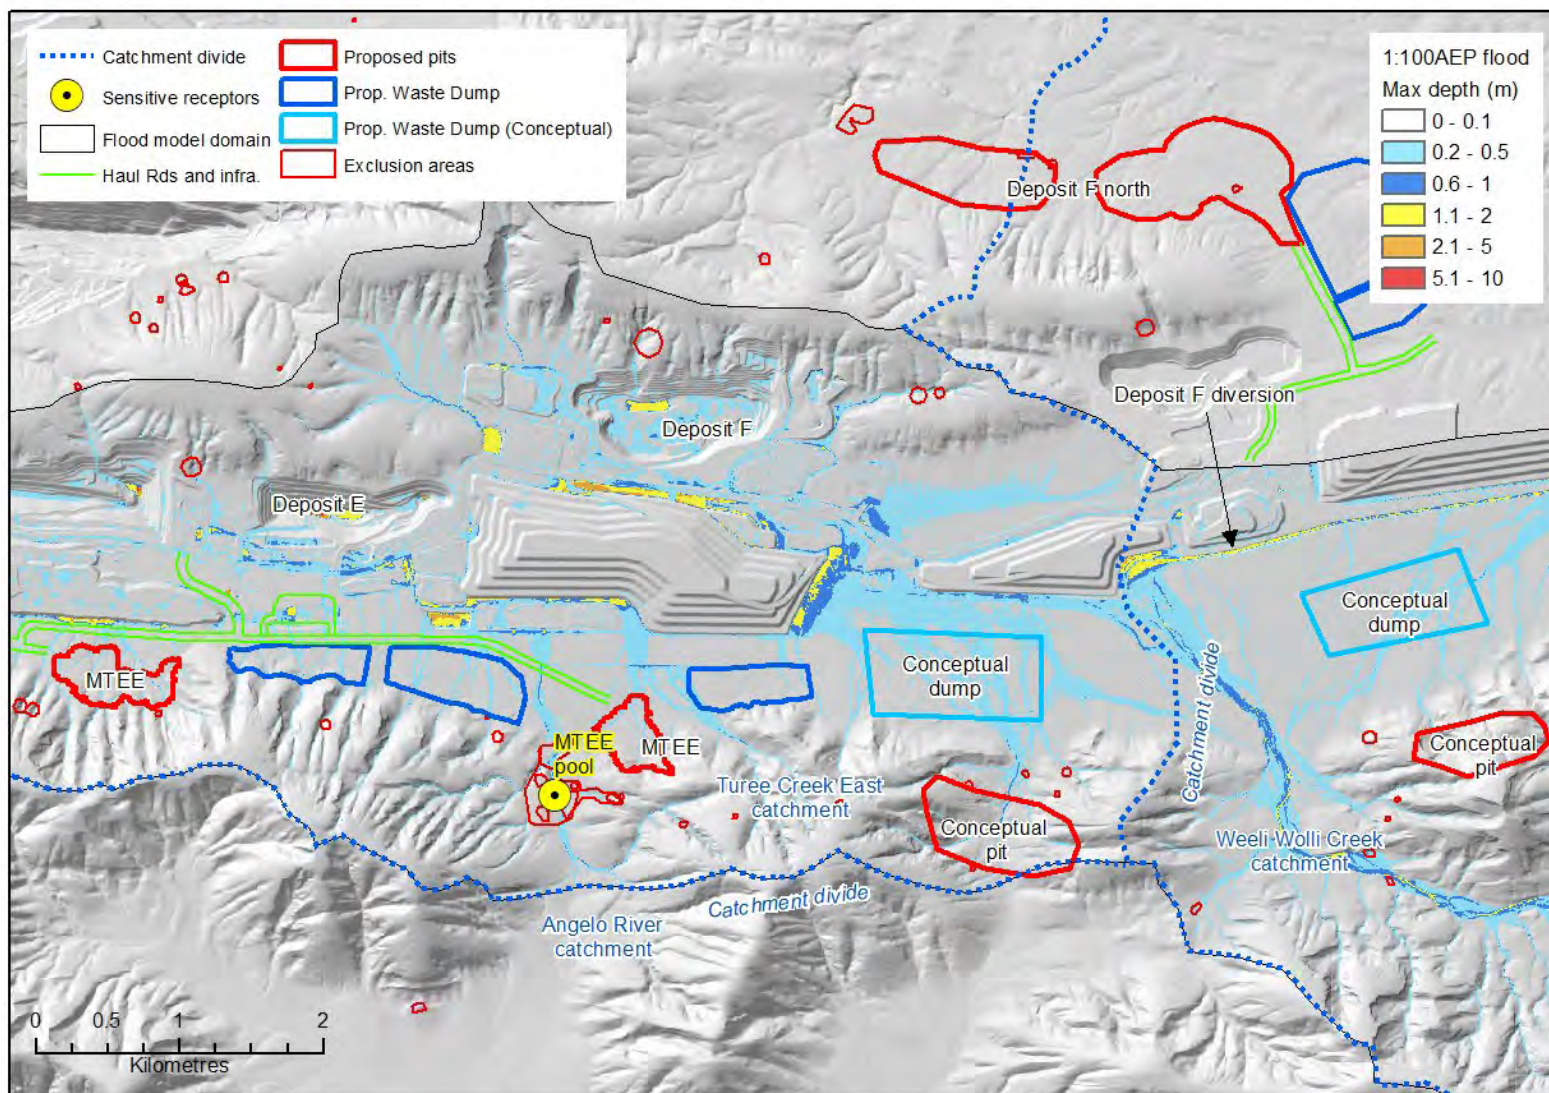 Catchment divide
Sensitive receptors
Flood model domain
Haul Rds and infra.
Proposed pits
Prop. Waste Dump
Prop. Waste Dump (Conceptual)
Exclusion areas
1:100AEP flood
Max depth (m)
0 - 0.1
0.2 - 0.5
0.6 - 1
1.1 - 2
2.1 - 5
5.1 - 10
Deposit F north
Deposit F diversion
Deposit F
Deposit E
Conceptual
dump
Conceptual
dump
MTEE
MTEE
MTEE
pool
Catchment divide
Conceptual
pit
Turee Creek East
catchment
Conceptual
pit
Weeli Wolli Creek
catchment
Catchment divide
Angelo River
catchment
0 0.5 1 2
Kilometres